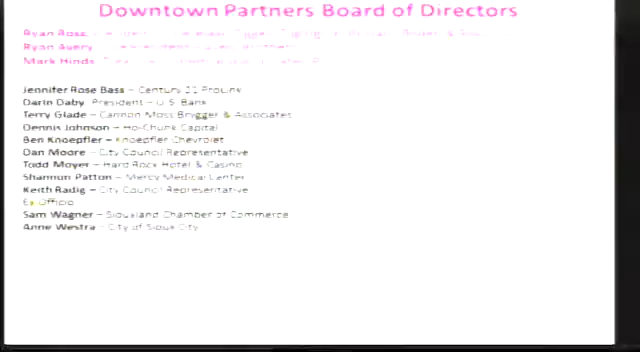 Downtown Partners Board of Directors
Ryan Ross
Ryan Avery
Mark Hinds
Jennifer Rose Bass – Century 21 ProLink
Darin Daby President – U.S. Bank
Terry Glade – Cannon Moss Brygger & Associates
Dennis Johnson – Ho-Chunk Capital
Ben Knoepfler – Knoepfler Chevrolet
Dan Moore – City Council Representative
Todd Moyer – Hard Rock Hotel & Casino
Shannon Patton – Mercy Medical Center
Keith Radig – City Council Representative
Ex Officio
Sam Wagner – Siouxland Chamber of Commerce
Anne Westra – City of Sioux City